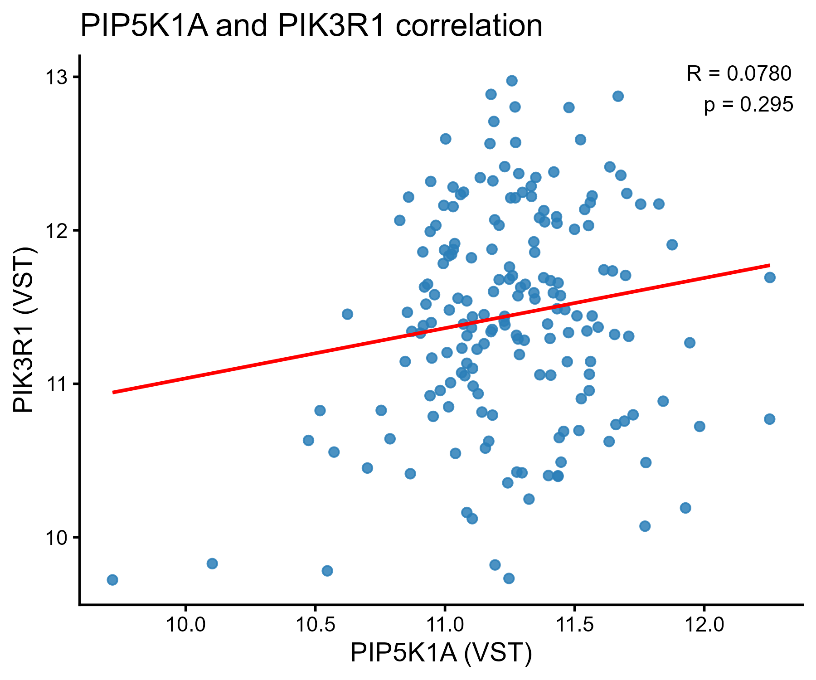 PIP5K1A and PIK3R1 correlation
R = 0.0780
p = 0.295
13
12
11
10
PIK3R1 (VST)
10.0 10.5 11.0 11.5 12.0
PIP5K1A (VST)